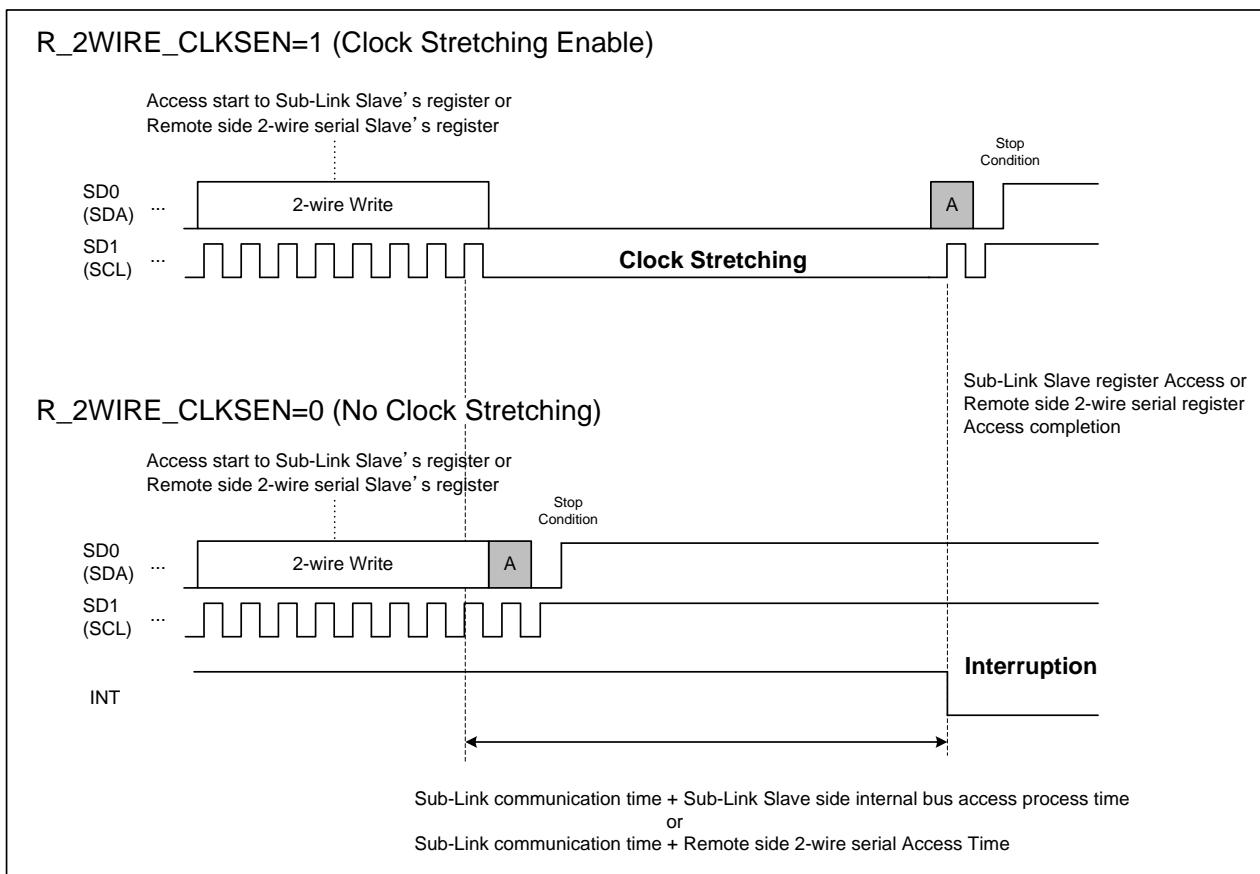 R_2WIRE_CLKSEN=1 (Clock Stretching Enable)
Access start to Sub-Link Slave’s register or
Remote side 2-wire serial Slave’s register
Stop
Condition
SD0
(SDA) ...
2-wire Write
A
SD1
(SCL) ...
Clock Stretching
Sub-Link Slave register Access or
Remote side 2-wire serial register
Access completion
R_2WIRE_CLKSEN=0 (No Clock Stretching)
Access start to Sub-Link Slave’s register or
Remote side 2-wire serial Slave’s register
Stop
Condition
SD0
(SDA) ...
2-wire Write
A
SD1
(SCL) ...
Interruption
INT
Sub-Link communication time + Sub-Link Slave side internal bus access process time
or
Sub-Link communication time + Remote side 2-wire serial Access Time